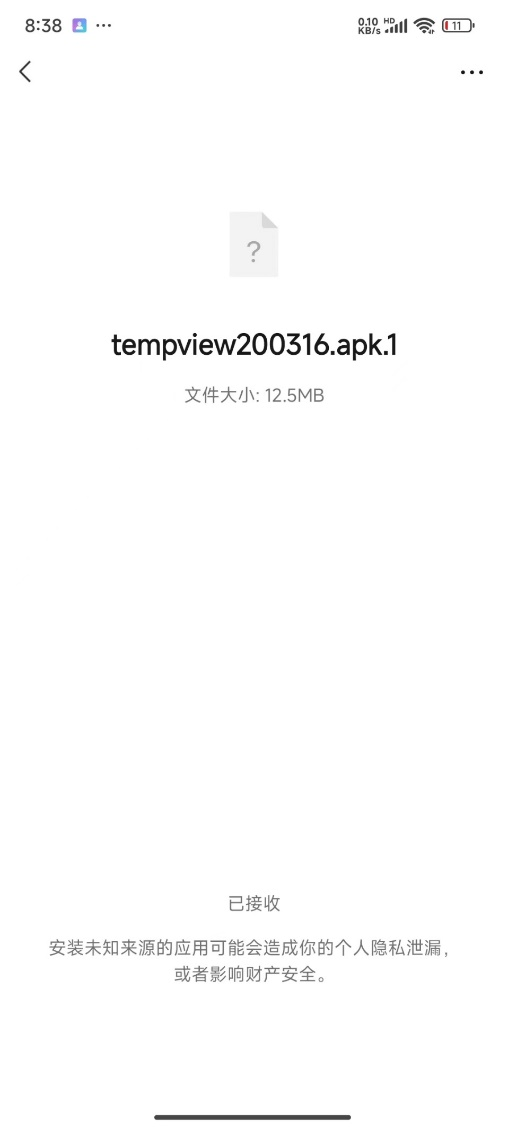 8:38
0.10 KB/s HD 11
?
tempview200316.apk.1
文件大小: 12.5MB
已接收
安装未知来源的应用可能会造成你的个人隐私泄漏，
或者影响财产安全。